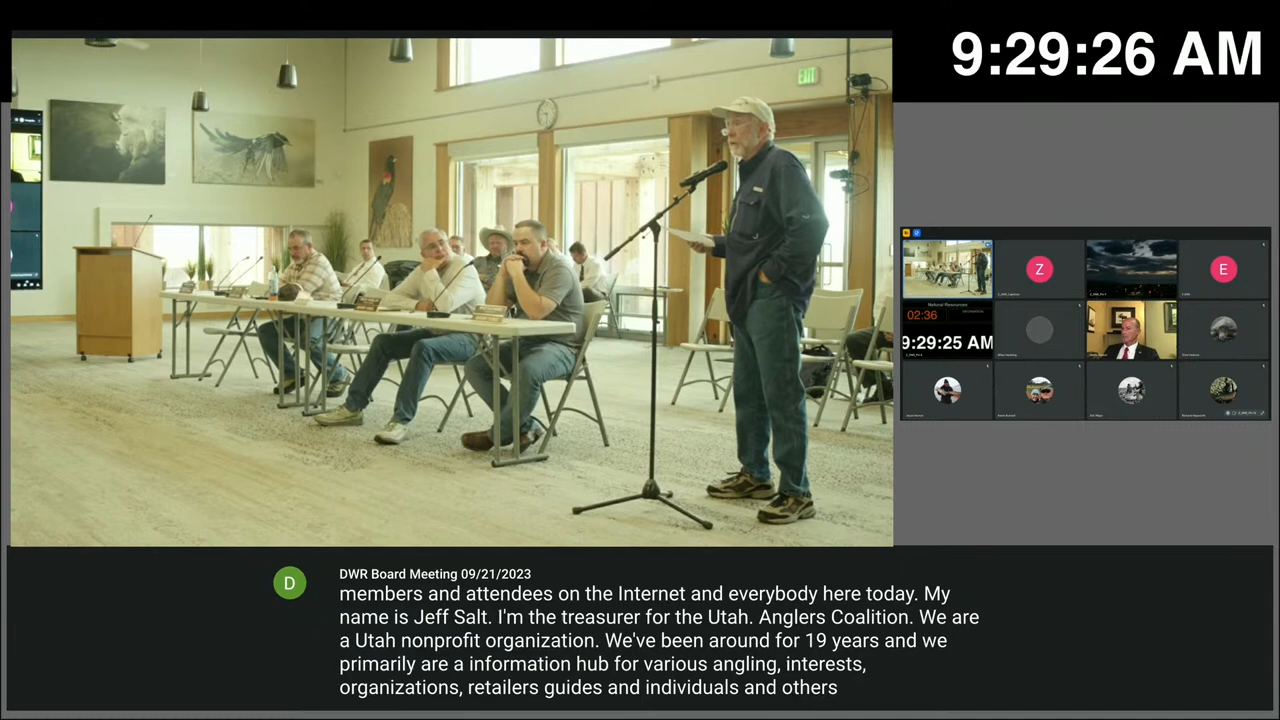 9:29:26 AM
Z
E
Natural Resources
02:36
9:29:25 AM
D
DWR Board Meeting 09/21/2023
members and attendees on the Internet and everybody here today. My
name is Jeff Salt. I'm the treasurer for the Utah. Anglers Coalition. We are
a Utah nonprofit organization. We've been around for 19 years and we
primarily are a information hub for various angling, interests,
organizations, retailers guides and individuals and others